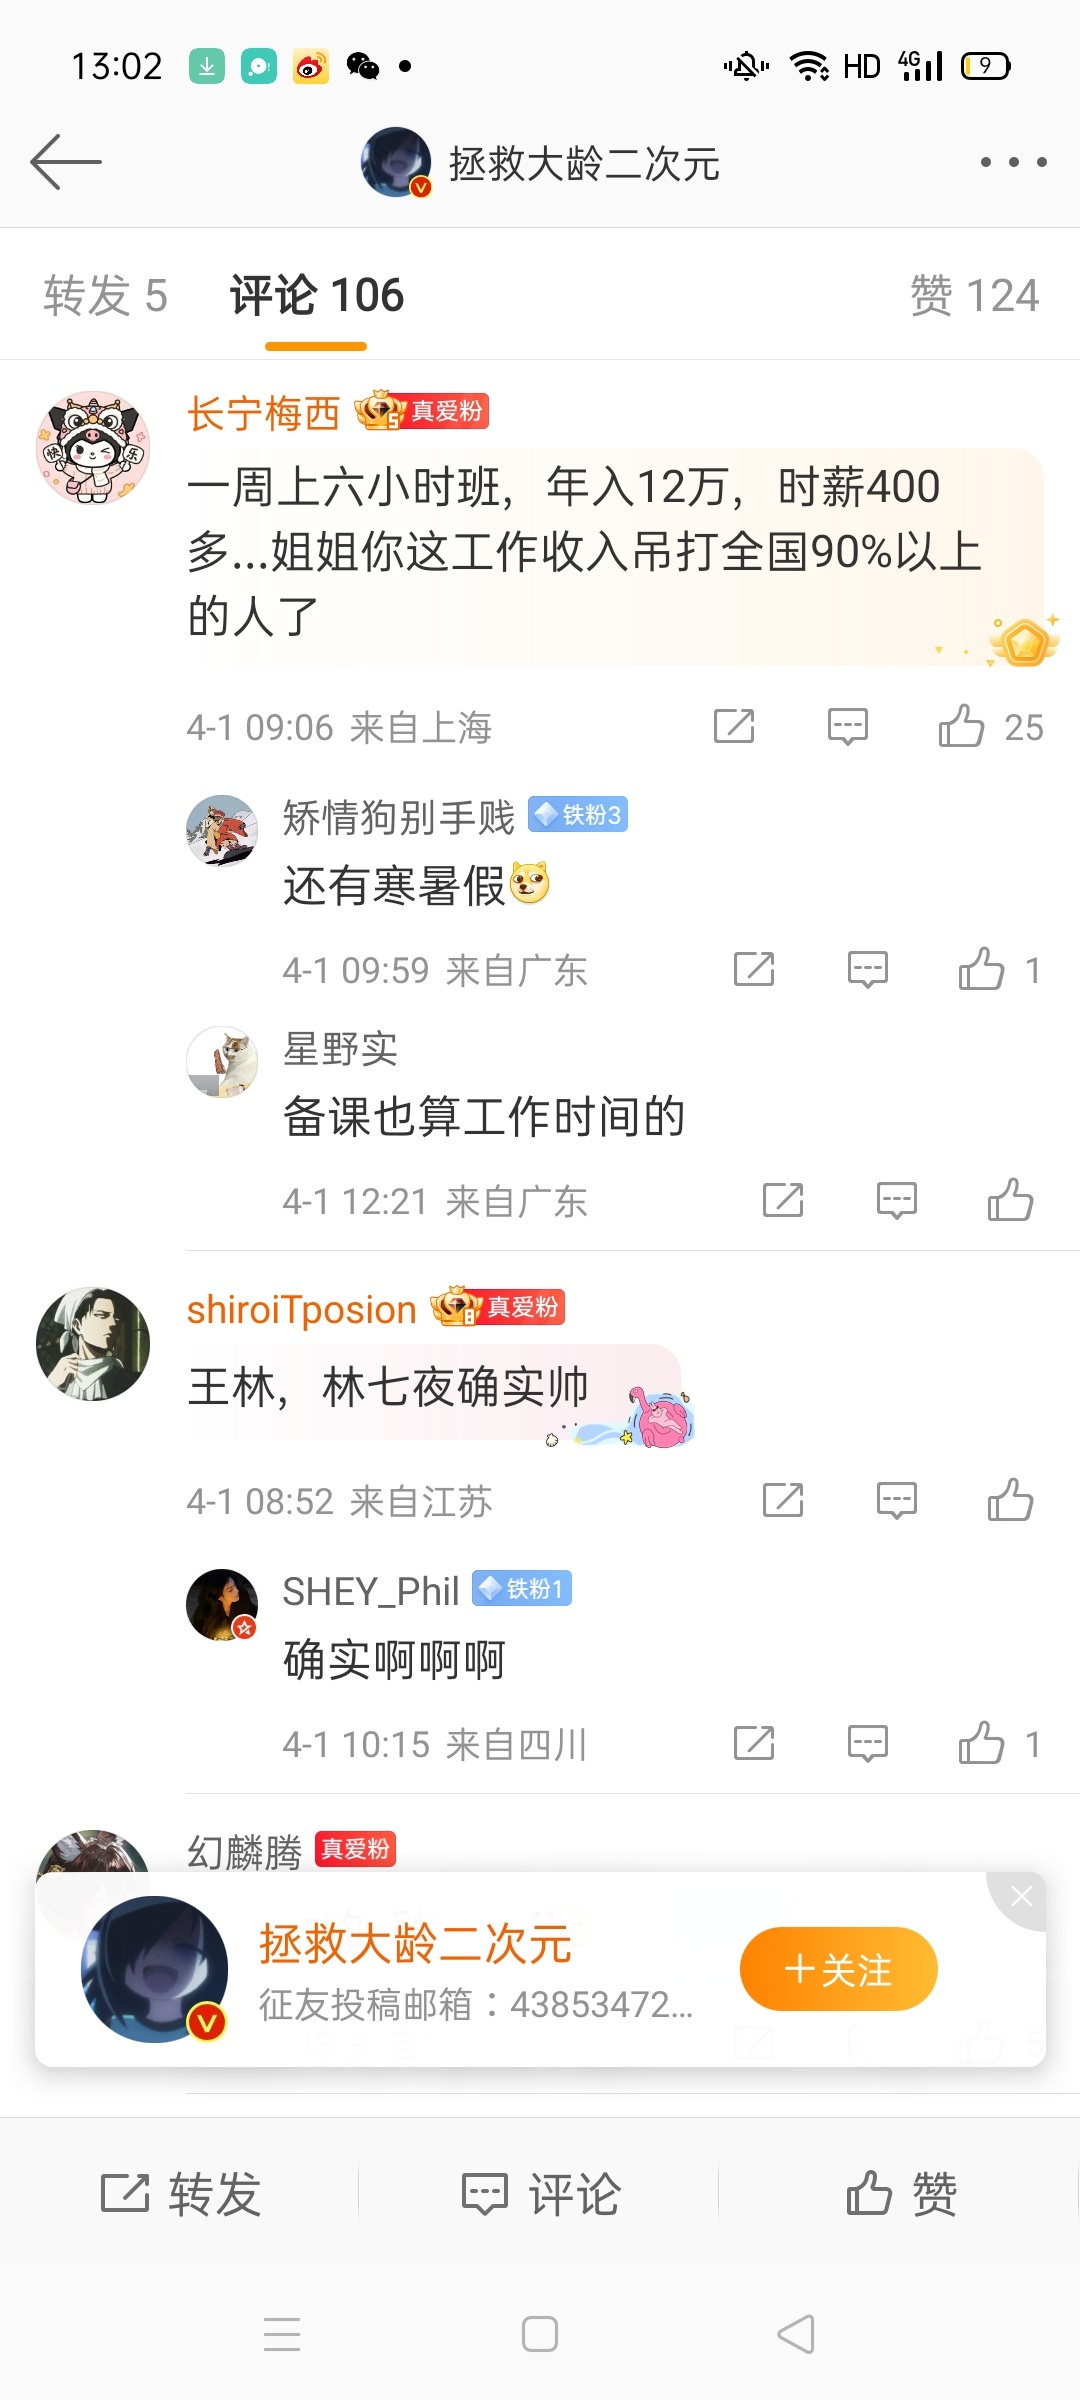 13:02
HD 4G 9
拯救大龄二次元
转发 5 评论 106 赞 124
长宁梅西 5 真爱粉
快 乐
一周上六小时班，年入12万，时薪400
多...姐姐你这工作收入吊打全国90%以上
的人了
4-1 09:06 来自上海 25
矫情狗别手贱 铁粉3
还有寒暑假
4-1 09:59 来自广东 1
星野实
备课也算工作时间的
4-1 12:21 来自广东
shiroiTposion 8 真爱粉
王林，林七夜确实帅
4-1 08:52 来自江苏
SHEY_Phil 铁粉1
确实啊啊啊
4-1 10:15 来自四川 1
幻麟腾 真爱粉
拯救大龄二次元
征友投稿邮箱：43853472...
＋关注
转发 评论 赞